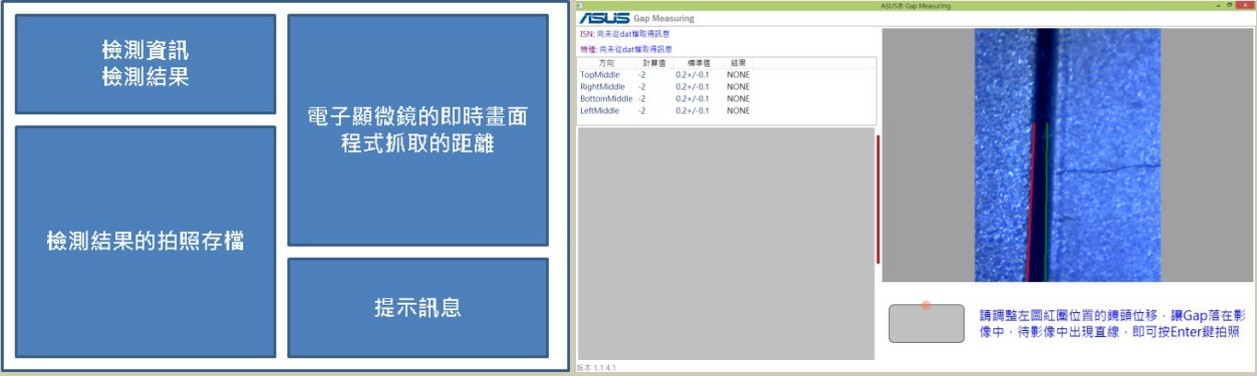 檢測資訊
檢測結果
電子顯微鏡的即時畫面
程式抓取的距離
檢測結果的拍照存檔
提示訊息
ASUS® Gap Measuring
ASUS Gap Measuring
ISN: 尚未從dat檔取得訊息
機種: 尚未從dat檔取得訊息
方向 計算值 標準值 結果
TopMiddle -2 0.2+/-0.1 NONE
RightMiddle -2 0.2+/-0.1 NONE
BottomMiddle -2 0.2+/-0.1 NONE
LeftMiddle -2 0.2+/-0.1 NONE
請調整左圖紅圈位置的鏡頭位移，讓Gap落在影
像中，待影像中出現直線，即可按Enter鍵拍照
版本 1.1.4.1